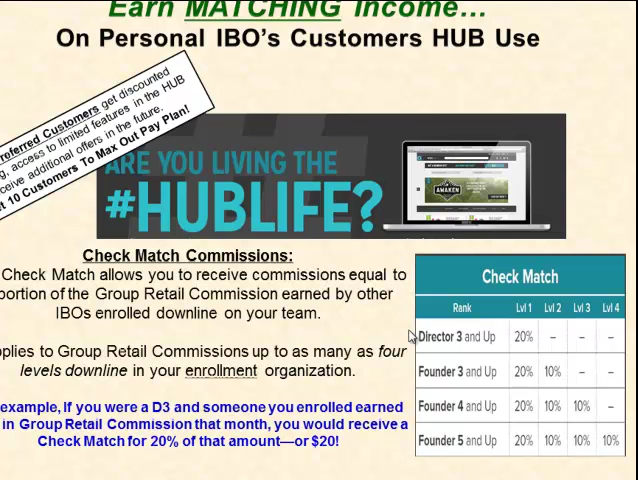 Earn MATCHING Income…
On Personal IBO's Customers HUB Use
Preferred Customers get discounted
access to limited features in the HUB
receive additional offers in the future.
10 Customers To Max Out Pay Plan!
ARE YOU LIVING THE
#HUBLIFE?
AWAKEN
Check Match Commissions:
Check Match allows you to receive commissions equal to
portion of the Group Retail Commission earned by other
IBOs enrolled downline on your team.
applies to Group Retail Commissions up to as many as four
levels downline in your enrollment organization.
example, If you were a D3 and someone you enrolled earned
in Group Retail Commission that month, you would receive a
Check Match for 20% of that amount—or $20!
Check Match
Rank Lvl 1 Lvl 2 Lvl 3 Lvl 4
Director 3 and Up 20% – – –
Founder 3 and Up 20% 10% – –
Founder 4 and Up 20% 10% 10% –
Founder 5 and Up 20% 10% 10% 10%